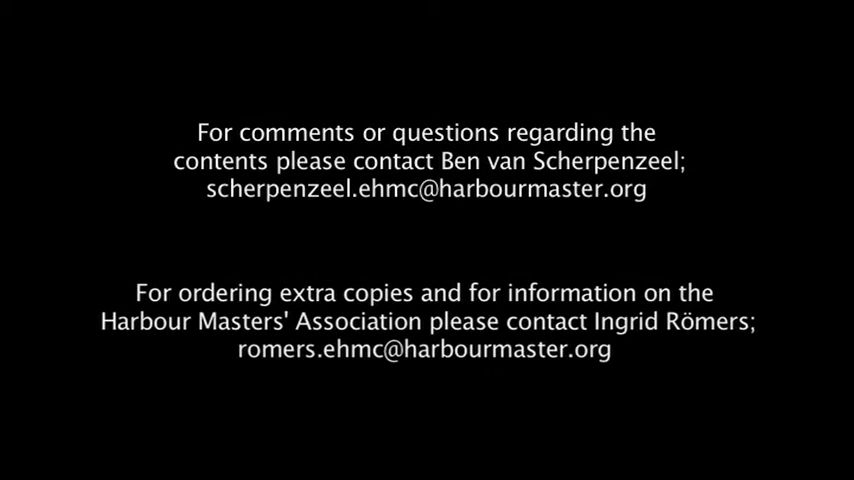 For comments or questions regarding the
contents please contact Ben van Scherpenzeel;
scherpenzeel.ehmc@harbourmaster.org
For ordering extra copies and for information on the
Harbour Masters' Association please contact Ingrid Römers;
romers.ehmc@harbourmaster.org